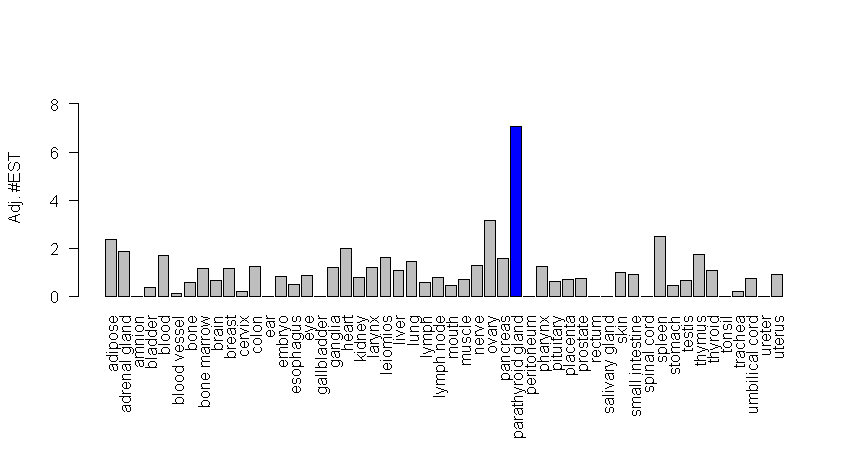 Adj. #EST
8
6
4
2
0
adipose
adrenal gland
amnion
bladder
blood
blood vessel
bone
bone marrow
brain
breast
cervix
colon
ear
embryo
esophagus
eye
gallbladder
ganglia
heart
kidney
larynx
leiomios
liver
lung
lymph
lymph node
mouth
muscle
nerve
ovary
pancreas
parathyroid gland
peritoneum
pharynx
pituitary
placenta
prostate
rectum
salivary gland
skin
small intestine
spinal cord
spleen
stomach
testis
thymus
thyroid
tonsil
trachea
umbilical cord
ureter
uterus